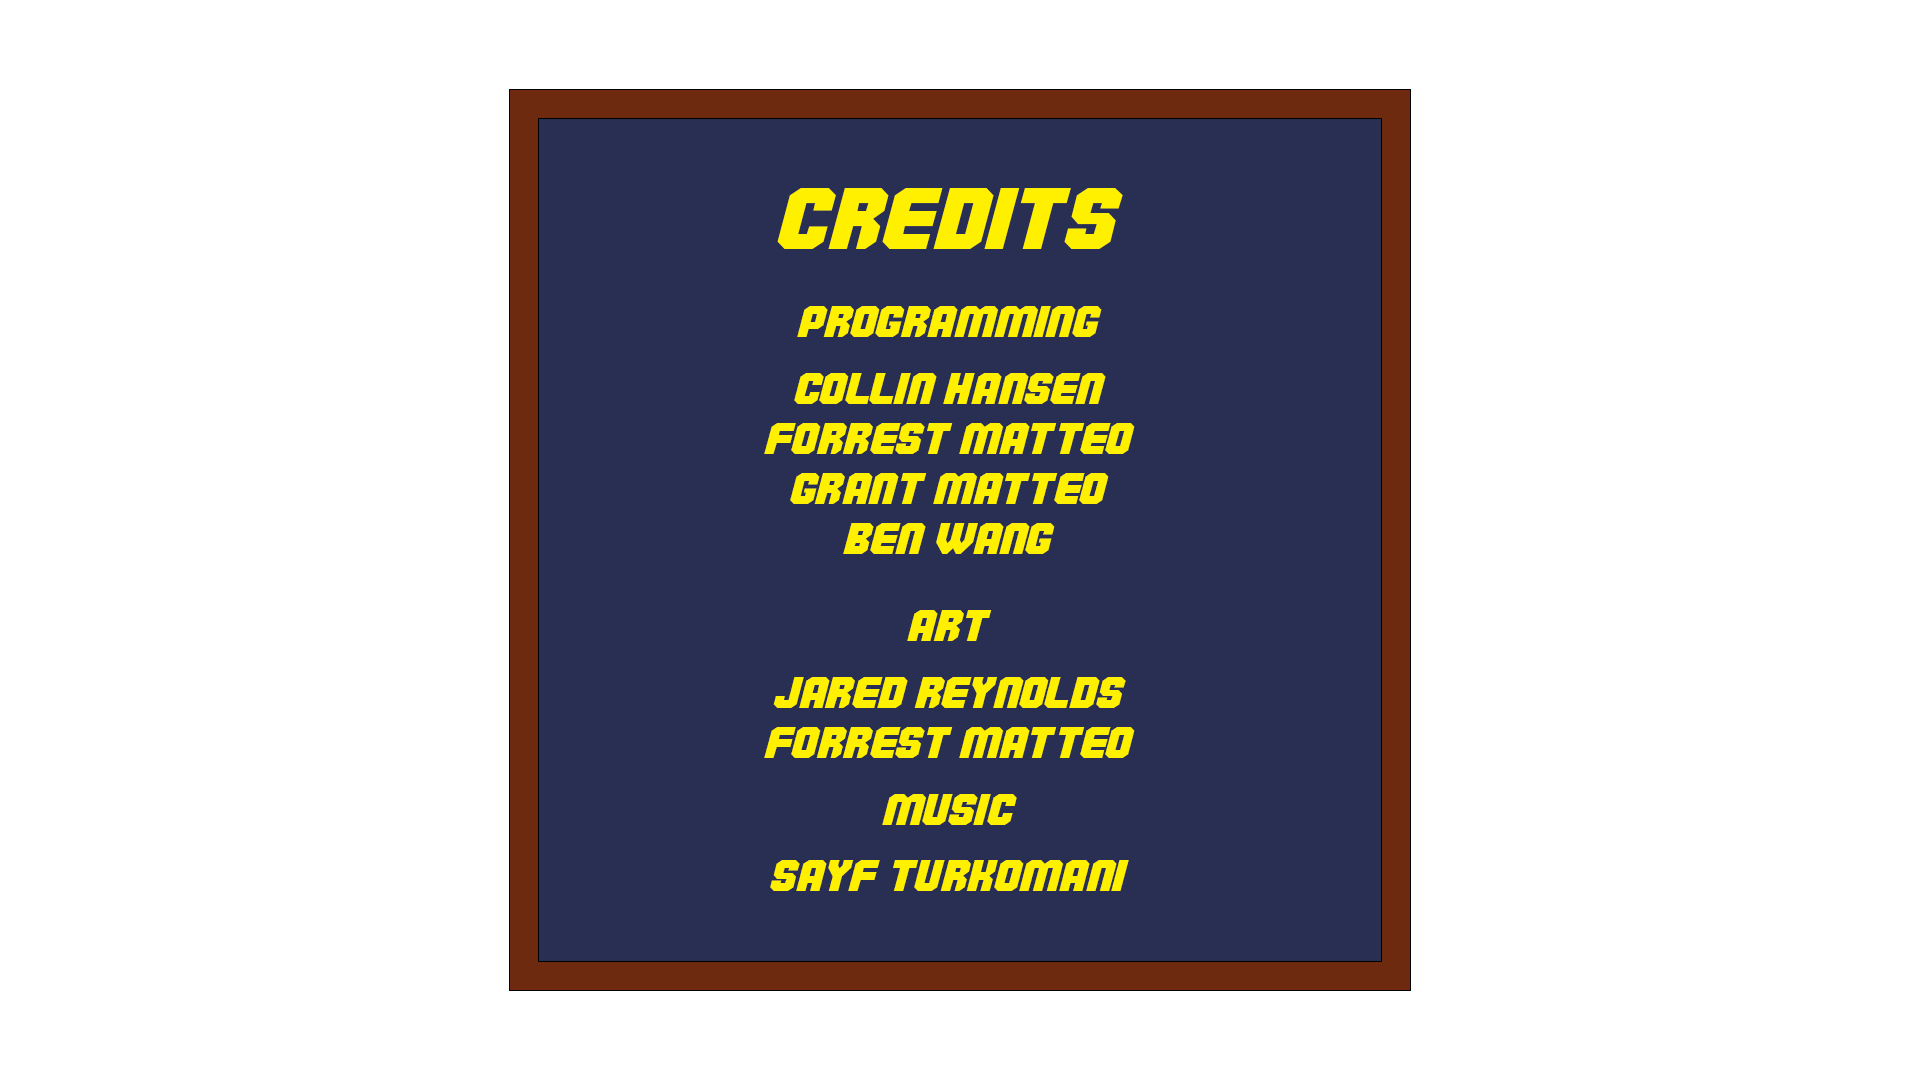 CREDITS
PROGRAMMING
COLLIN HANSEN
FORREST MATTEO
GRANT MATTEO
BEN WANG
ART
JARED REYNOLDS
FORREST MATTEO
MUSIC
SAYF TURKOMANI